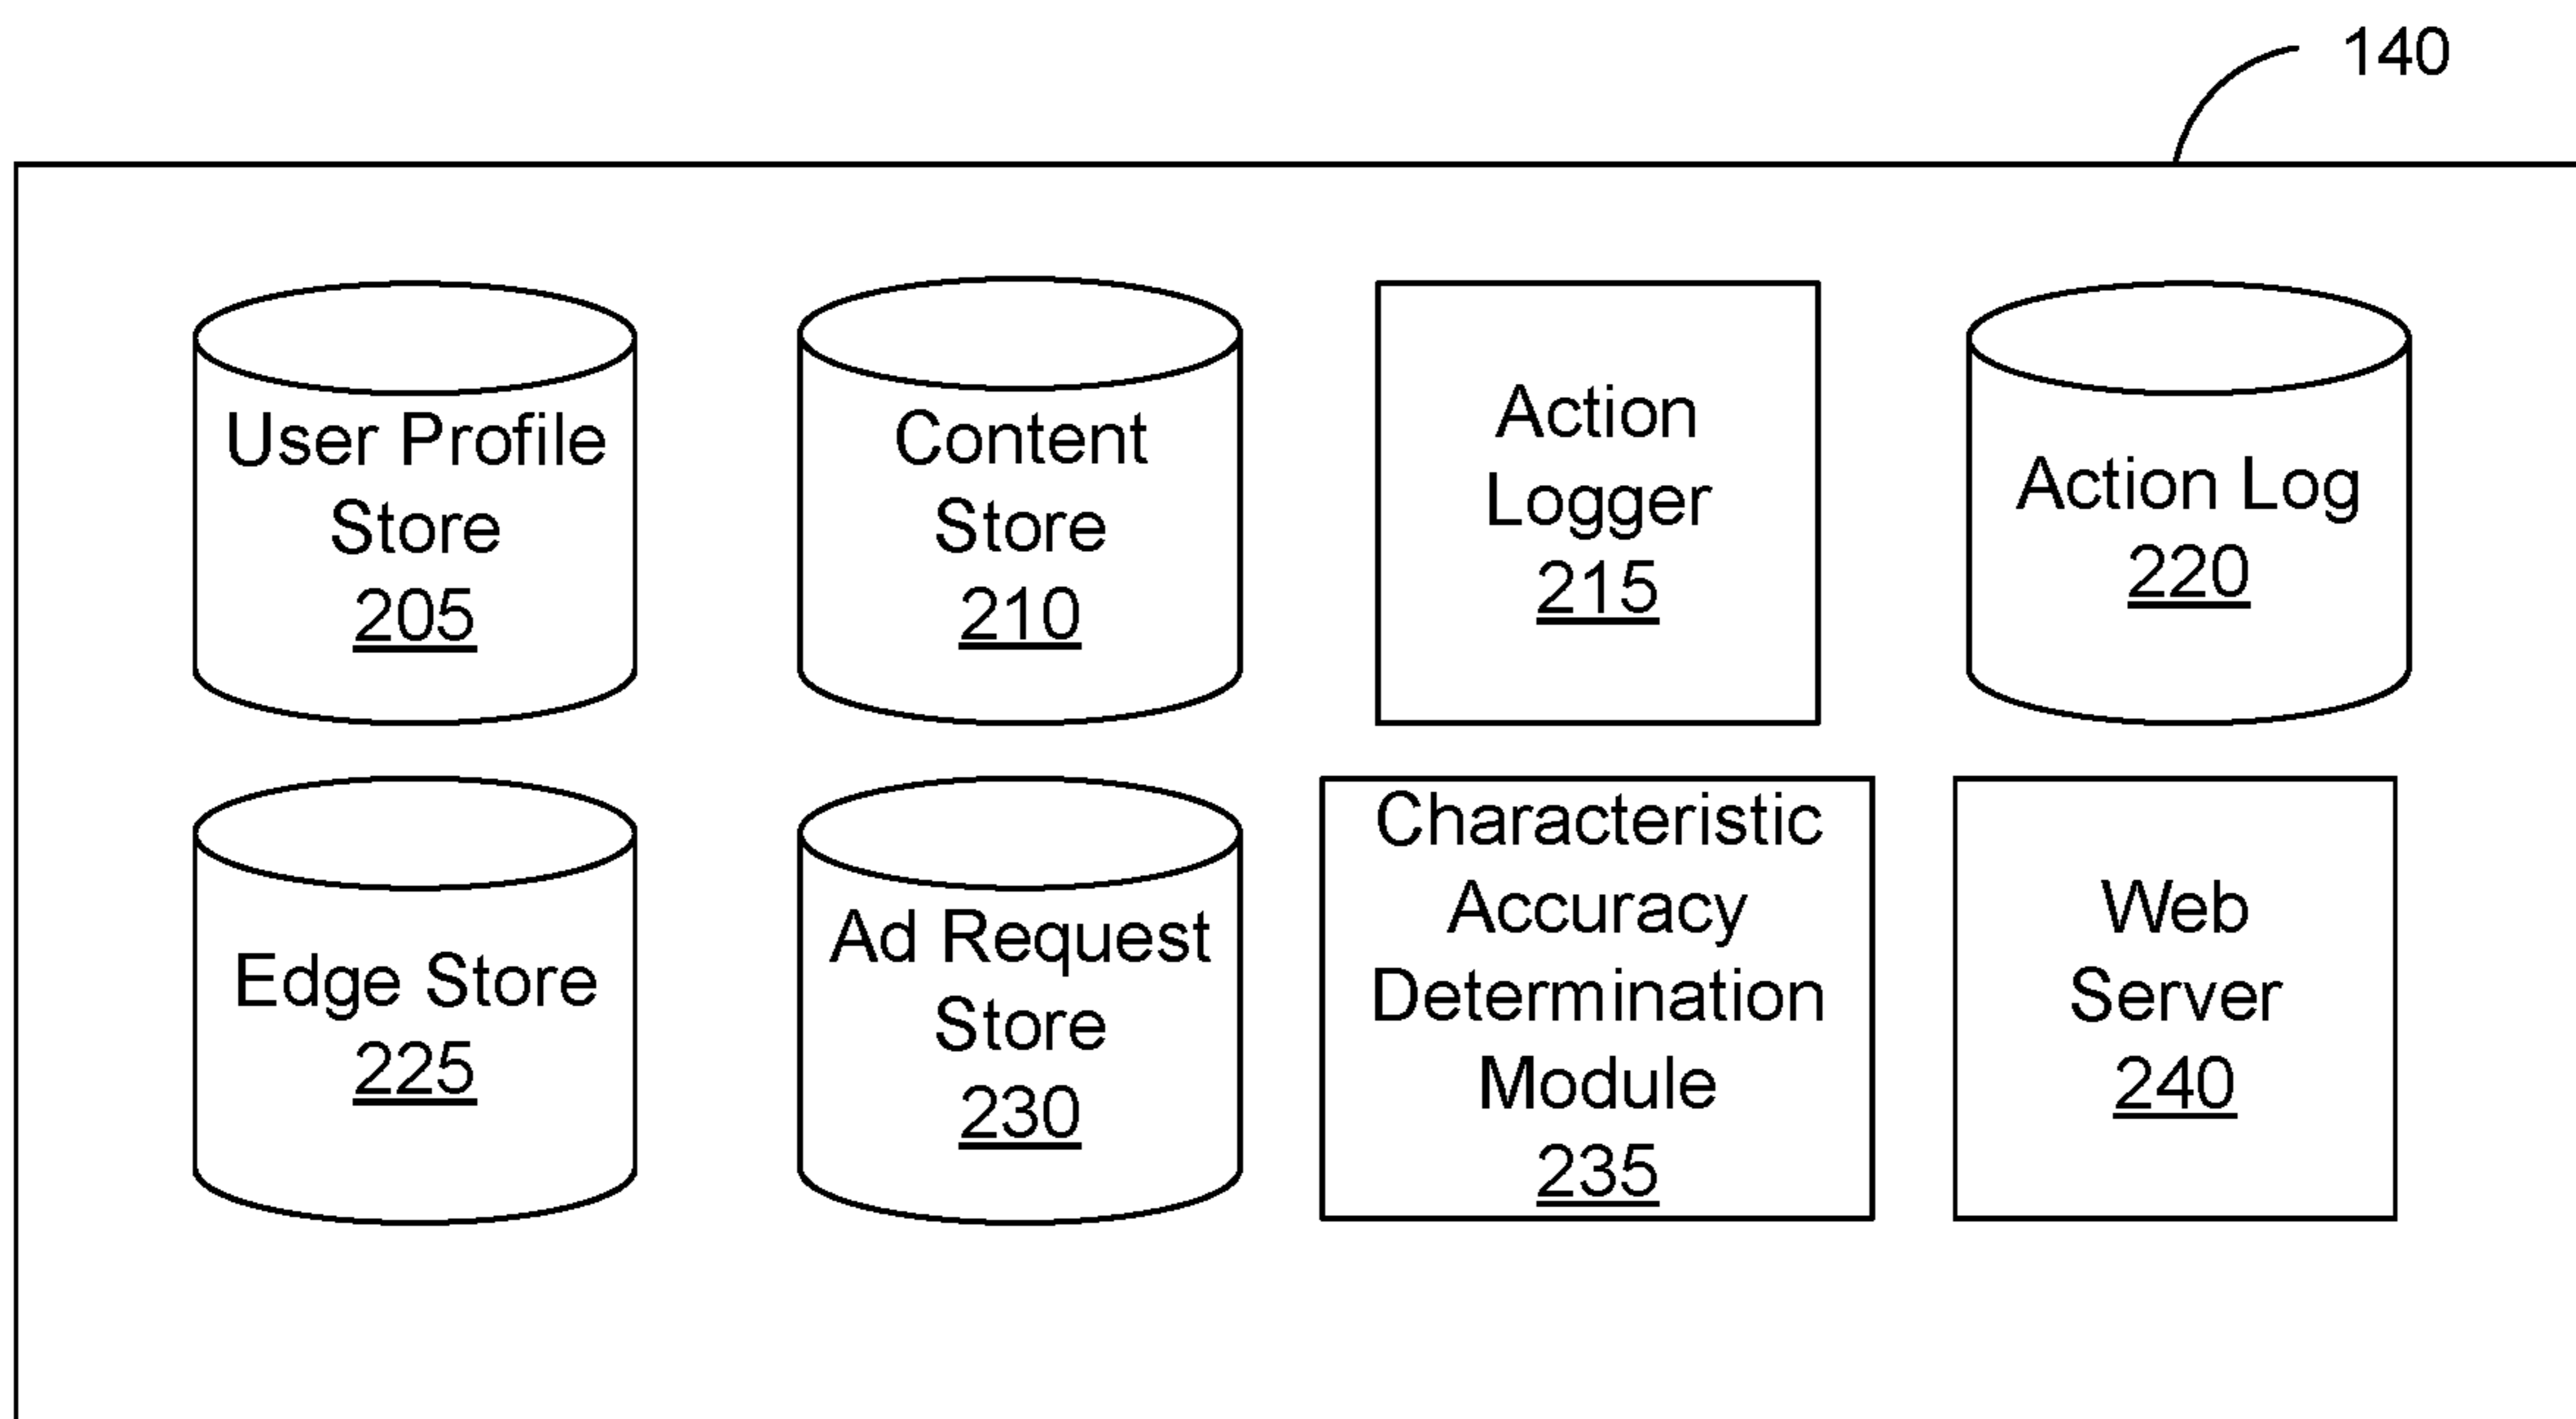 140
User Profile
Store
205
Content
Store
210
Action
Logger
215
Action Log
220
Edge Store
225
Ad Request
Store
230
Characteristic
Accuracy
Determination
Module
235
Web
Server
240